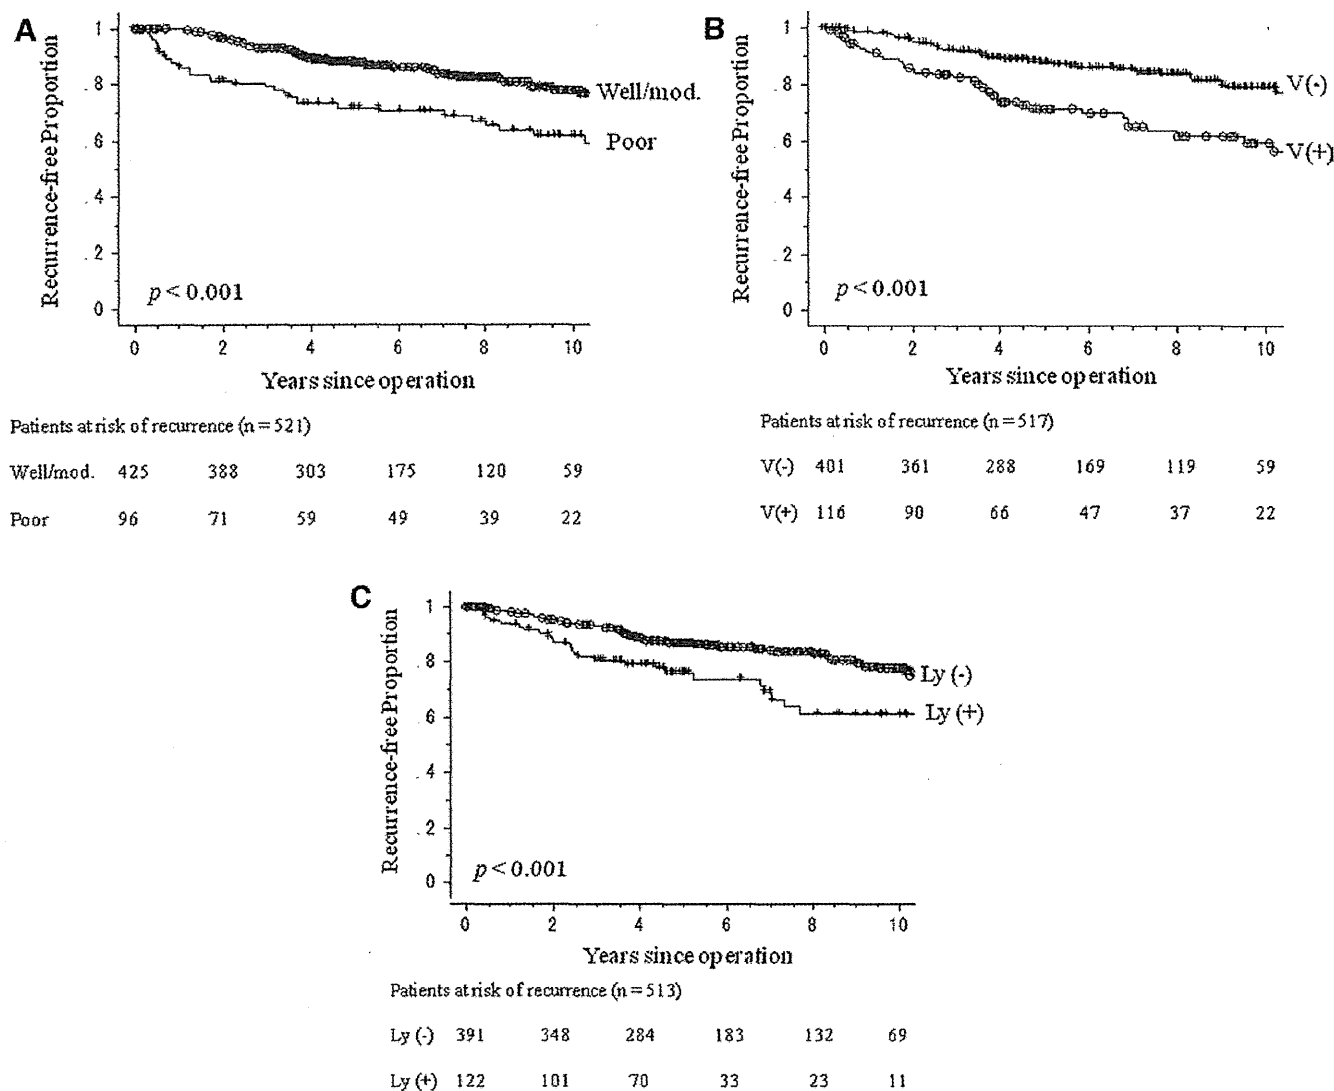 A
Recurrence-free Proportion
1
.8
.6
.4
.2
0
Well/mod.
Poor
p < 0.001
0 2 4 6 8 10
Years since operation
Patients at risk of recurrence (n = 521)
Well/mod. 425 388 303 175 120 59
Poor 96 71 59 49 39 22
B
Recurrence-free Proportion
1
.8
.6
.4
.2
0
V(-)
V(+)
p < 0.001
0 2 4 6 8 10
Years since operation
Patients at risk of recurrence (n = 517)
V(-) 401 361 288 169 119 59
V(+) 116 90 66 47 37 22
C
Recurrence-free Proportion
1
.8
.6
.4
.2
0
Ly (-)
Ly (+)
p < 0.001
0 2 4 6 8 10
Years since operation
Patients at risk of recurrence (n = 513)
Ly (-) 391 348 284 183 132 69
Ly (+) 122 101 70 33 23 11